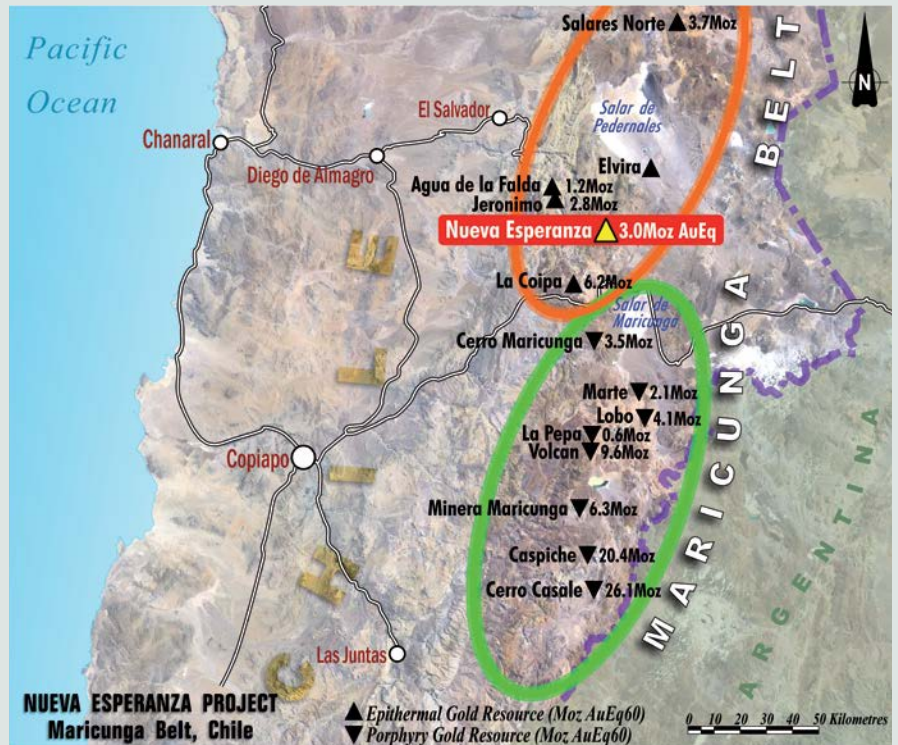 Pacific
Ocean
Salares Norte 3.7Moz
N
El Salvador
Salar de
Pedernales
Chanaral
Diego de Almagro
Elvira
Agua de la Falda 1.2Moz
Jeronimo 2.8Moz
Nueva Esperanza 3.0Moz AuEq
La Coipa 6.2Moz
Salar de
Maricunga
Cerro Maricunga 3.5Moz
Marte 2.1Moz
Lobo 4.1Moz
La Pepa 0.6Moz
Volcan 9.6Moz
Copiapo
Minera Maricunga 6.3Moz
Caspiche 20.4Moz
Cerro Casale 26.1Moz
Las Juntas
CHILE
MARICUNGA BELT
ARGENTINA
NUEVA ESPERANZA PROJECT
Maricunga Belt, Chile
Epithermal Gold Resource (Moz AuEq60)
Porphyry Gold Resource (Moz AuEq60)
0 10 20 30 40 50 Kilometres